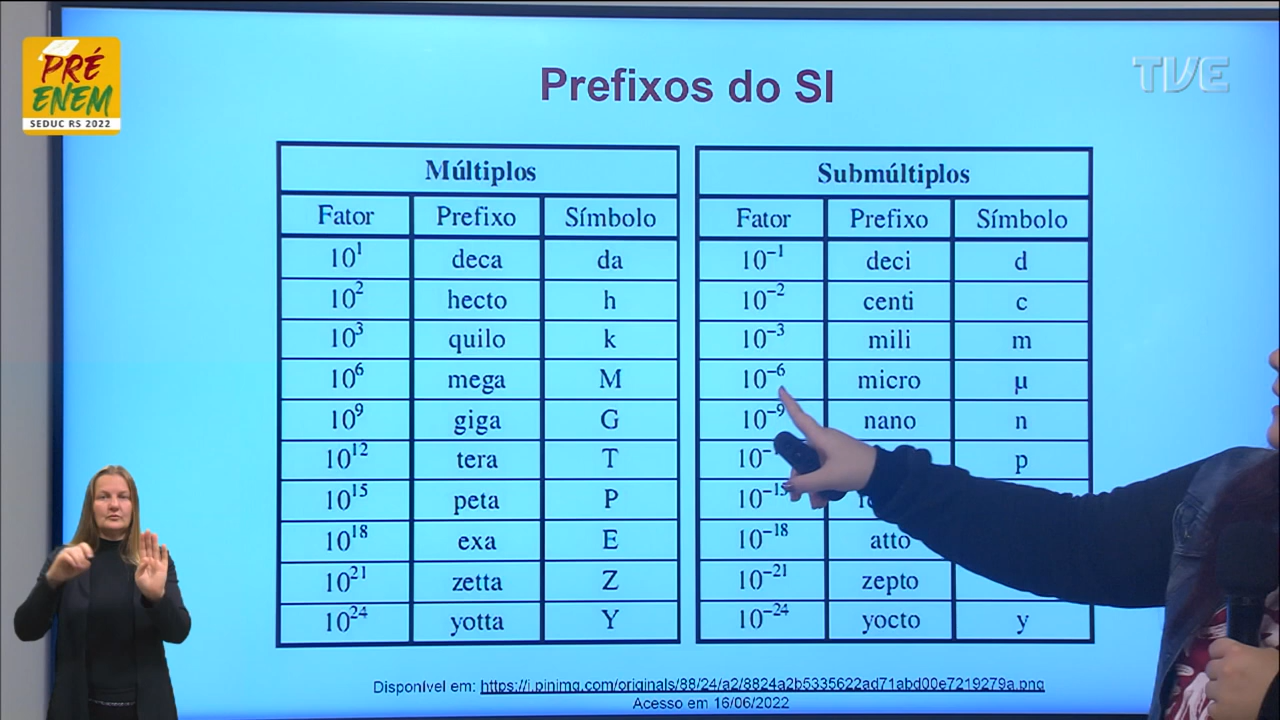 PRÉ
ENEM
SEDUC RS 2022
TVE
Prefixos do SI
Múltiplos
Fator Prefixo Símbolo
10¹ deca da
10² hecto h
10³ quilo k
10⁶ mega M
10⁹ giga G
10¹² tera T
10¹⁵ peta P
10¹⁸ exa E
10²¹ zetta Z
10²⁴ yotta Y
Submúltiplos
Fator Prefixo Símbolo
10⁻¹ deci d
10⁻² centi c
10⁻³ mili m
10⁻⁶ micro μ
10⁻⁹ nano n
p
10⁻¹⁵
10⁻¹⁸ atto
10⁻²¹ zepto
10⁻²⁴ yocto y
Disponível em: https://i.pinimg.com/originals/88/24/a2/8824a2b5335622ad71abd00e7219279a.png
Acesso em 16/06/2022